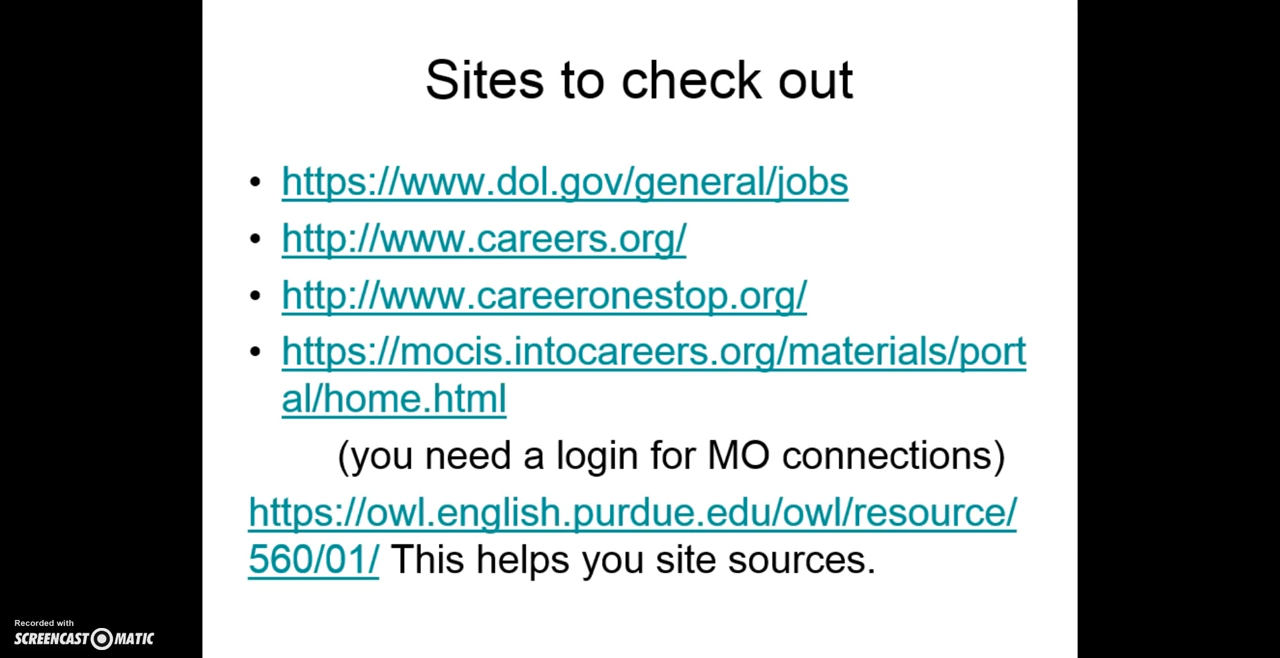 Sites to check out
• https://www.dol.gov/general/jobs
• http://www.careers.org/
• http://www.careeronestop.org/
• https://mocis.intocareers.org/materials/port
al/home.html
(you need a login for MO connections)
https://owl.english.purdue.edu/owl/resource/
560/01/ This helps you site sources.
Recorded with
SCREENCAST MATIC